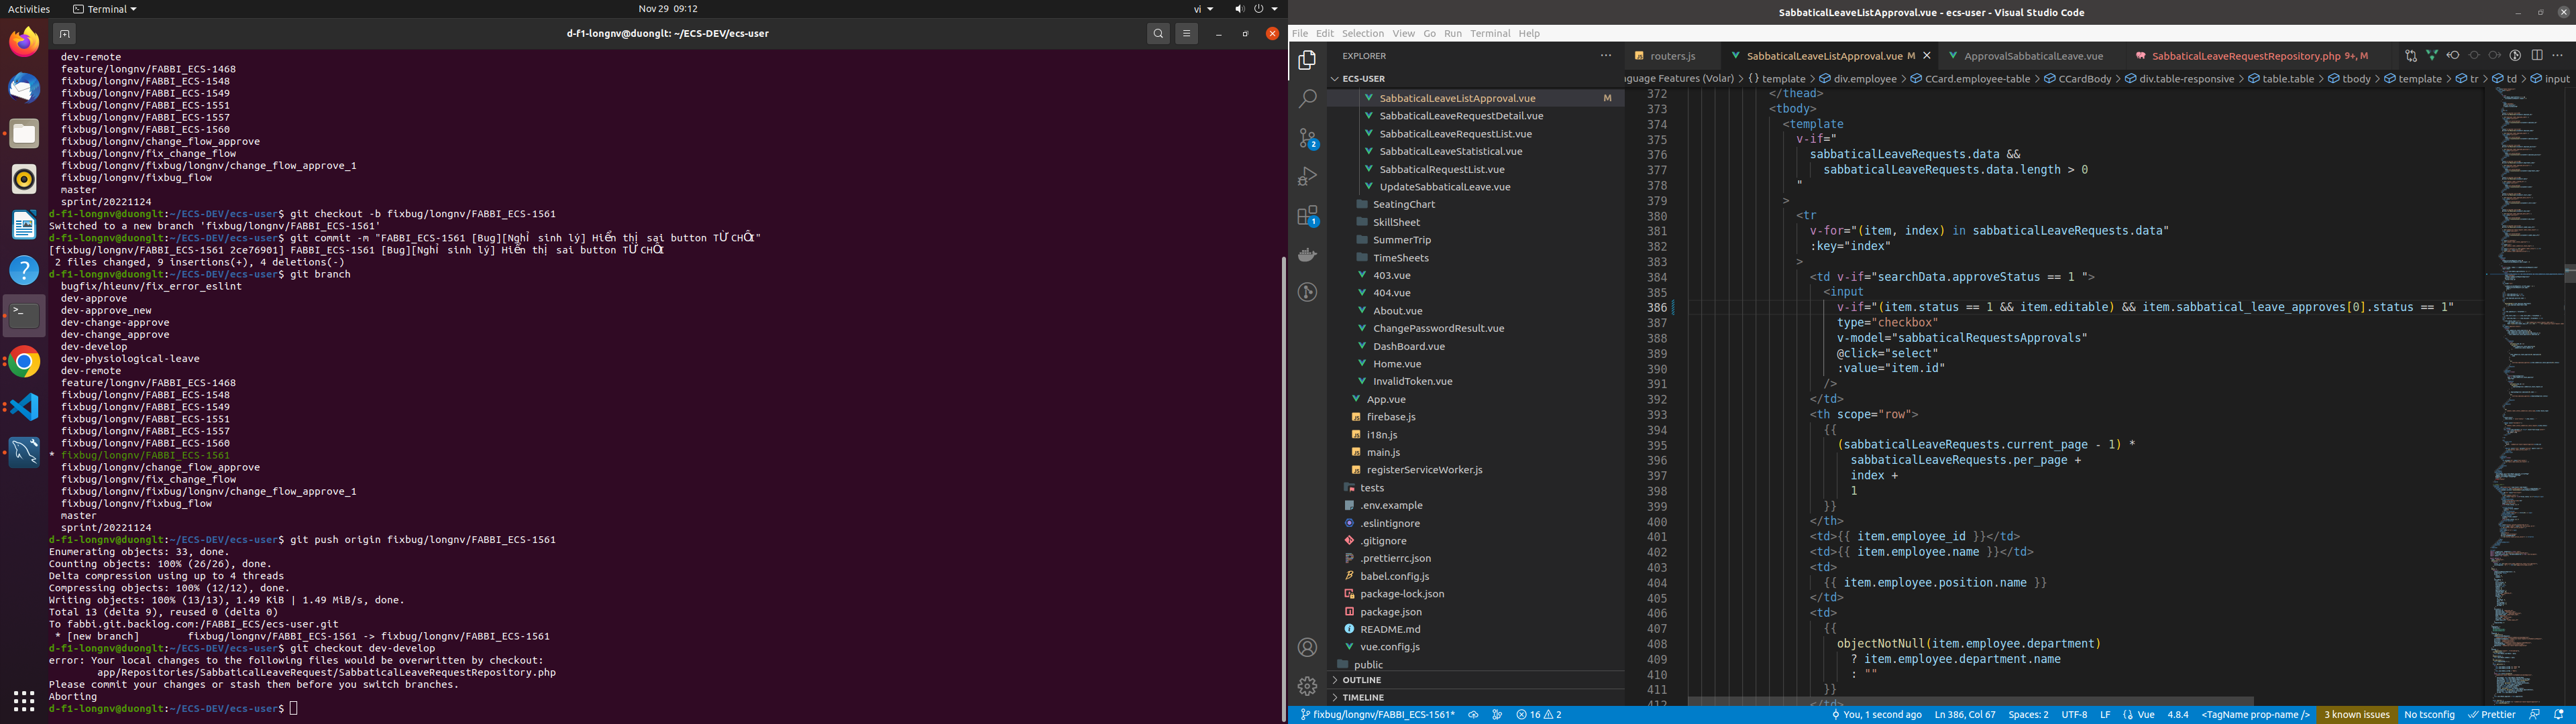 Activities
Terminal
Nov 29 09:12
vi
d-f1-longnv@duonglt: ~/ECS-DEV/ecs-user
dev-remote
feature/longnv/FABBI_ECS-1468
fixbug/longnv/FABBI_ECS-1548
fixbug/longnv/FABBI_ECS-1549
fixbug/longnv/FABBI_ECS-1551
fixbug/longnv/FABBI_ECS-1557
fixbug/longnv/FABBI_ECS-1560
fixbug/longnv/change_flow_approve
fixbug/longnv/fix_change_flow
fixbug/longnv/fixbug/longnv/change_flow_approve_1
fixbug/longnv/fixbug_flow
master
sprint/20221124
d-f1-longnv@duonglt:~/ECS-DEV/ecs-user$ git checkout -b fixbug/longnv/FABBI_ECS-1561
Switched to a new branch 'fixbug/longnv/FABBI_ECS-1561'
d-f1-longnv@duonglt:~/ECS-DEV/ecs-user$ git commit -m "FABBI_ECS-1561 [Bug][Nghỉ sinh lý] Hiển thị sai button TỪ CHỐI"
[fixbug/longnv/FABBI_ECS-1561 2ce76901] FABBI_ECS-1561 [Bug][Nghỉ sinh lý] Hiển thị sai button TỪ CHỐI
2 files changed, 9 insertions(+), 4 deletions(-)
d-f1-longnv@duonglt:~/ECS-DEV/ecs-user$ git branch
bugfix/hieunv/fix_error_eslint
dev-approve
dev-approve_new
dev-change-approve
dev-change_approve
dev-develop
dev-physiological-leave
dev-remote
feature/longnv/FABBI_ECS-1468
fixbug/longnv/FABBI_ECS-1548
fixbug/longnv/FABBI_ECS-1549
fixbug/longnv/FABBI_ECS-1551
fixbug/longnv/FABBI_ECS-1557
fixbug/longnv/FABBI_ECS-1560
* fixbug/longnv/FABBI_ECS-1561
fixbug/longnv/change_flow_approve
fixbug/longnv/fix_change_flow
fixbug/longnv/fixbug/longnv/change_flow_approve_1
fixbug/longnv/fixbug_flow
master
sprint/20221124
d-f1-longnv@duonglt:~/ECS-DEV/ecs-user$ git push origin fixbug/longnv/FABBI_ECS-1561
Enumerating objects: 33, done.
Counting objects: 100% (26/26), done.
Delta compression using up to 4 threads
Compressing objects: 100% (12/12), done.
Writing objects: 100% (13/13), 1.49 KiB | 1.49 MiB/s, done.
Total 13 (delta 9), reused 0 (delta 0)
To fabbi.git.backlog.com:/FABBI_ECS/ecs-user.git
* [new branch] fixbug/longnv/FABBI_ECS-1561 -> fixbug/longnv/FABBI_ECS-1561
d-f1-longnv@duonglt:~/ECS-DEV/ecs-user$ git checkout dev-develop
error: Your local changes to the following files would be overwritten by checkout:
app/Repositories/SabbaticalLeaveRequest/SabbaticalLeaveRequestRepository.php
Please commit your changes or stash them before you switch branches.
Aborting
d-f1-longnv@duonglt:~/ECS-DEV/ecs-user$
SabbaticalLeaveListApproval.vue - ecs-user - Visual Studio Code
File Edit Selection View Go Run Terminal Help
EXPLORER
ECS-USER
SabbaticalLeaveListApproval.vue M
SabbaticalLeaveRequestDetail.vue
SabbaticalLeaveRequestList.vue
SabbaticalLeaveStatistical.vue
SabbaticalRequestList.vue
UpdateSabbaticalLeave.vue
SeatingChart
SkillSheet
SummerTrip
TimeSheets
403.vue
404.vue
About.vue
ChangePasswordResult.vue
DashBoard.vue
Home.vue
InvalidToken.vue
App.vue
firebase.js
i18n.js
main.js
registerServiceWorker.js
tests
.env.example
.eslintignore
.gitignore
.prettierrc.json
babel.config.js
package-lock.json
package.json
README.md
vue.config.js
public
OUTLINE
TIMELINE
2
1
routers.js
SabbaticalLeaveListApproval.vue M
ApprovalSabbaticalLeave.vue
SabbaticalLeaveRequestRepository.php 9+, M
nguage Features (Volar) > {} template > div.employee > CCard.employee-table > CCardBody > div.table-responsive > table.table > tbody > template > tr > td > input
372 </thead>
373 <tbody>
374 <template
375 v-if="
376 sabbaticalLeaveRequests.data &&
377 sabbaticalLeaveRequests.data.length > 0
378 "
379 >
380 <tr
381 v-for="(item, index) in sabbaticalLeaveRequests.data"
382 :key="index"
383 >
384 <td v-if="searchData.approveStatus == 1 ">
385 <input
386 v-if="(item.status == 1 && item.editable) && item.sabbatical_leave_approves[0].status == 1"
387 type="checkbox"
388 v-model="sabbaticalRequestsApprovals"
389 @click="select"
390 :value="item.id"
391 />
392 </td>
393 <th scope="row">
394 {{
395 (sabbaticalLeaveRequests.current_page - 1) *
396 sabbaticalLeaveRequests.per_page +
397 index +
398 1
399 }}
400 </th>
401 <td>{{ item.employee_id }}</td>
402 <td>{{ item.employee.name }}</td>
403 <td>
404 {{ item.employee.position.name }}
405 </td>
406 <td>
407 {{
408 objectNotNull(item.employee.department)
409 ? item.employee.department.name
410 : ""
411 }}
412 </td>
fixbug/longnv/FABBI_ECS-1561* 16 2
You, 1 second ago Ln 386, Col 67 Spaces: 2 UTF-8 LF {} Vue 4.8.4 <TagName prop-name /> 3 known issues No tsconfig Prettier